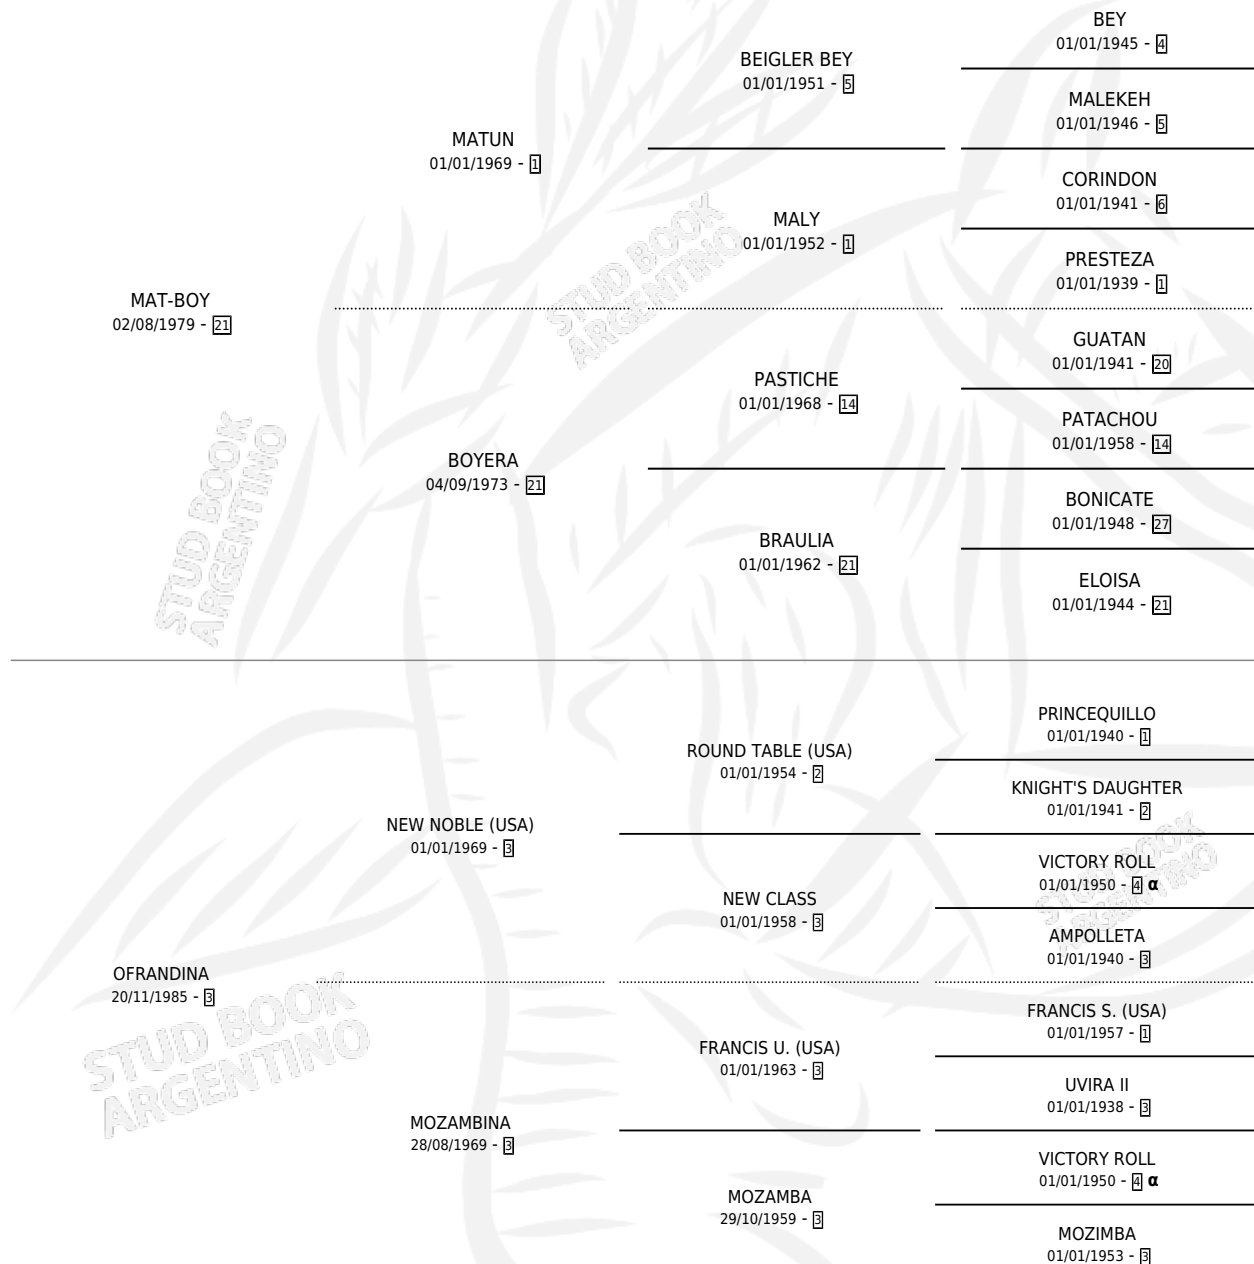 BEY
01/01/1945 - 4
BEIGLER BEY
01/01/1951 - 5
MALEKEH
01/01/1946 - 5
MATUN
01/01/1969 - 1
CORINDON
01/01/1941 - 6
MALY
01/01/1952 - 1
PRESTEZA
01/01/1939 - 1
MAT-BOY
02/08/1979 - 21
GUATAN
01/01/1941 - 20
PASTICHE
01/01/1968 - 14
PATACHOU
01/01/1958 - 14
BOYERA
04/09/1973 - 21
BONICATE
01/01/1948 - 27
BRAULIA
01/01/1962 - 21
ELOISA
01/01/1944 - 21
PRINCEQUILLO
01/01/1940 - 1
ROUND TABLE (USA)
01/01/1954 - 2
KNIGHT'S DAUGHTER
01/01/1941 - 2
NEW NOBLE (USA)
01/01/1969 - 3
VICTORY ROLL
01/01/1950 - 4 α
NEW CLASS
01/01/1958 - 3
AMPOLLETA
01/01/1940 - 3
OFRANDINA
20/11/1985 - 3
FRANCIS S. (USA)
01/01/1957 - 1
FRANCIS U. (USA)
01/01/1963 - 3
UVIRA II
01/01/1938 - 3
MOZAMBINA
28/08/1969 - 3
VICTORY ROLL
01/01/1950 - 4 α
MOZAMBA
29/10/1959 - 3
MOZIMBA
01/01/1953 - 3
STUD BOOK
ARGENTINO
STUD BOOK
ARGENTINO
STUD BOOK
ARGENTINO
STUD BOOK
ARGENTINO